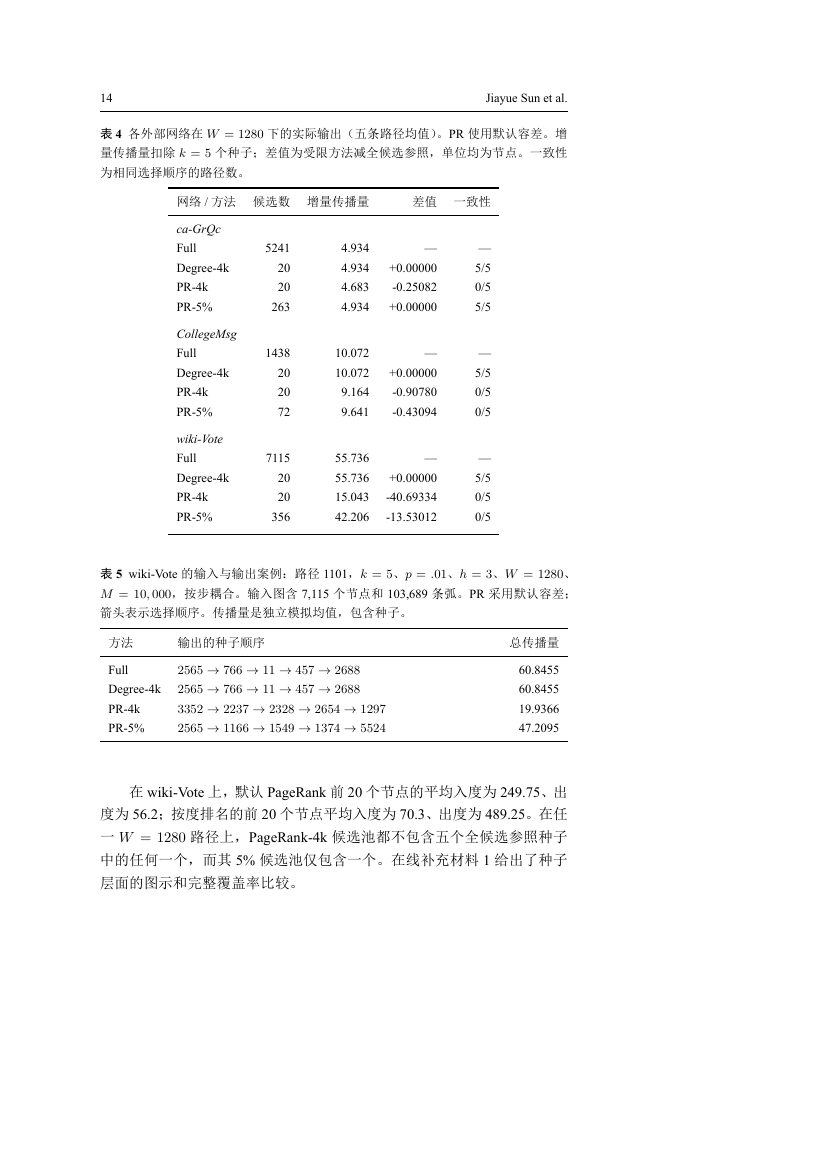 14 Jiayue Sun et al.
表 4 各外部网络在 W = 1280 下的实际输出（五条路径均值）。PR 使用默认容差。增
量传播量扣除 k = 5 个种子；差值为受限方法减全候选参照，单位均为节点。一致性
为相同选择顺序的路径数。
网络 / 方法 候选数 增量传播量 差值 一致性
ca-GrQc
Full 5241 4.934 — —
Degree-4k 20 4.934 +0.00000 5/5
PR-4k 20 4.683 -0.25082 0/5
PR-5% 263 4.934 +0.00000 5/5
CollegeMsg
Full 1438 10.072 — —
Degree-4k 20 10.072 +0.00000 5/5
PR-4k 20 9.164 -0.90780 0/5
PR-5% 72 9.641 -0.43094 0/5
wiki-Vote
Full 7115 55.736 — —
Degree-4k 20 55.736 +0.00000 5/5
PR-4k 20 15.043 -40.69334 0/5
PR-5% 356 42.206 -13.53012 0/5
表 5 wiki-Vote 的输入与输出案例：路径 1101，k = 5、p = .01、h = 3、W = 1280、
M = 10, 000，按步耦合。输入图含 7,115 个节点和 103,689 条弧。PR 采用默认容差；
箭头表示选择顺序。传播量是独立模拟均值，包含种子。
方法 输出的种子顺序 总传播量
Full 2565 → 766 → 11 → 457 → 2688 60.8455
Degree-4k 2565 → 766 → 11 → 457 → 2688 60.8455
PR-4k 3352 → 2237 → 2328 → 2654 → 1297 19.9366
PR-5% 2565 → 1166 → 1549 → 1374 → 5524 47.2095
在 wiki-Vote 上，默认 PageRank 前 20 个节点的平均入度为 249.75、出
度为 56.2；按度排名的前 20 个节点平均入度为 70.3、出度为 489.25。在任
一 W = 1280 路径上，PageRank-4k 候选池都不包含五个全候选参照种子
中的任何一个，而其 5% 候选池仅包含一个。在线补充材料 1 给出了种子
层面的图示和完整覆盖率比较。